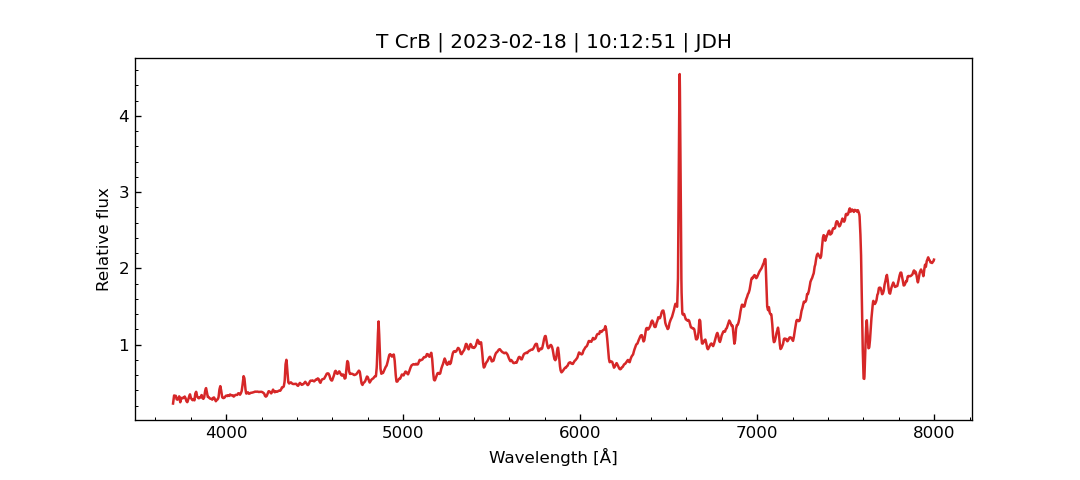 T CrB | 2023-02-18 | 10:12:51 | JDH
Relative flux
4
3
2
1
4000 5000 6000 7000 8000
Wavelength [Å]